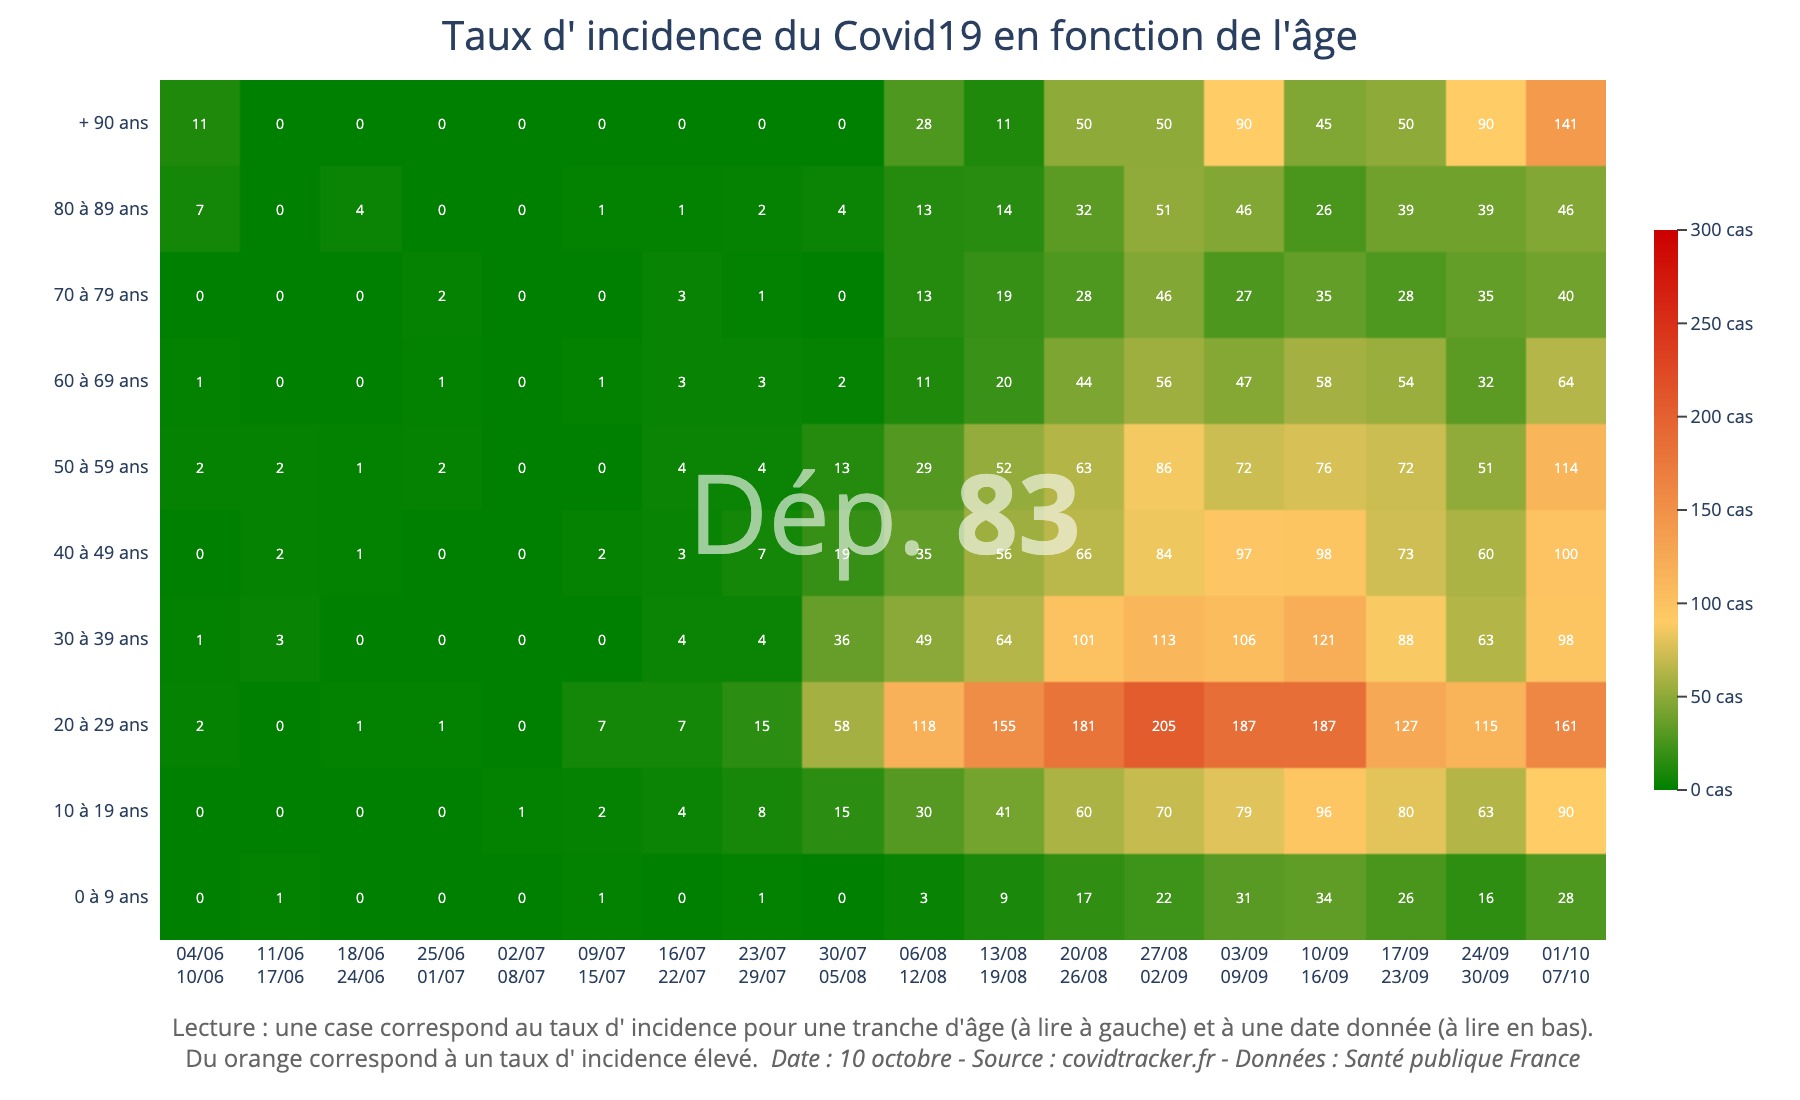 Taux d' incidence du Covid19 en fonction de l'âge
+ 90 ans 11 0 0 0 0 0 0 0 0 28 11 50 50 90 45 50 90 141
80 à 89 ans 7 0 4 0 0 1 1 2 4 13 14 32 51 46 26 39 39 46
70 à 79 ans 0 0 0 2 0 0 3 1 0 13 19 28 46 27 35 28 35 40
60 à 69 ans 1 0 0 1 0 1 3 3 2 11 20 44 56 47 58 54 32 64
50 à 59 ans 2 2 1 2 0 0 4 4 13 29 52 63 86 72 76 72 51 114
Dép. 83
40 à 49 ans 0 2 1 0 0 2 3 7 19 35 56 66 84 97 98 73 60 100
30 à 39 ans 1 3 0 0 0 0 4 4 36 49 64 101 113 106 121 88 63 98
20 à 29 ans 2 0 1 1 0 7 7 15 58 118 155 181 205 187 187 127 115 161
10 à 19 ans 0 0 0 0 1 2 4 8 15 30 41 60 70 79 96 80 63 90
0 à 9 ans 0 1 0 0 0 1 0 1 0 3 9 17 22 31 34 26 16 28
04/06 11/06 18/06 25/06 02/07 09/07 16/07 23/07 30/07 06/08 13/08 20/08 27/08 03/09 10/09 17/09 24/09 01/10
10/06 17/06 24/06 01/07 08/07 15/07 22/07 29/07 05/08 12/08 19/08 26/08 02/09 09/09 16/09 23/09 30/09 07/10
300 cas
250 cas
200 cas
150 cas
100 cas
50 cas
0 cas
Lecture : une case correspond au taux d' incidence pour une tranche d'âge (à lire à gauche) et à une date donnée (à lire en bas).
Du orange correspond à un taux d' incidence élevé. Date : 10 octobre - Source : covidtracker.fr - Données : Santé publique France